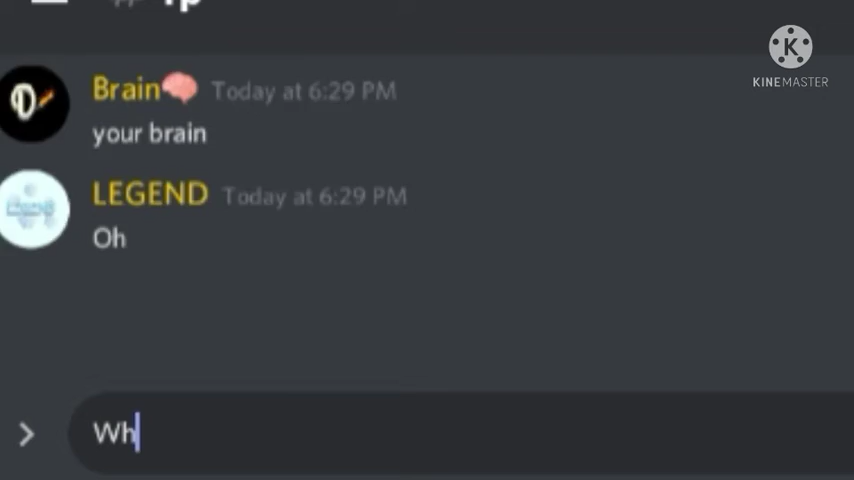 K
KINEMASTER
Brain🧠 Today at 6:29 PM
your brain
LEGEND Today at 6:29 PM
Oh
Wh